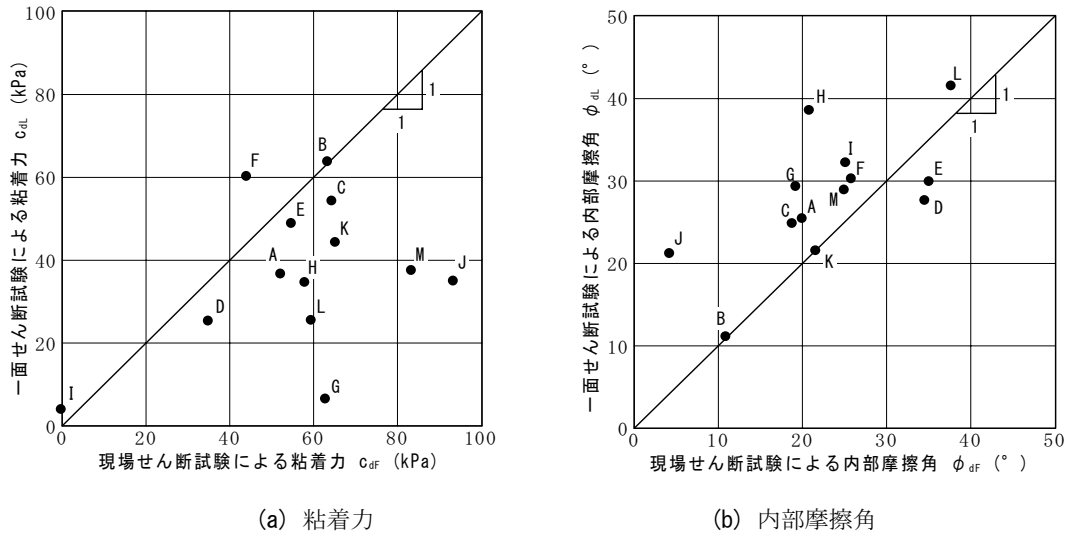 100
80
60
40
20
0
20
40
60
80
100
一面せん断試験による粘着力 c_dL (kPa)
現場せん断試験による粘着力 c_dF (kPa)
1
1
B
F
C
E
K
A
H
M
J
D
L
G
I
(a) 粘着力
50
40
30
20
10
0
10
20
30
40
50
一面せん断試験による内部摩擦角 φ_dL (°)
現場せん断試験による内部摩擦角 φ_dF (°)
1
1
L
H
I
F
G
M
E
C
A
D
J
K
B
(b) 内部摩擦角